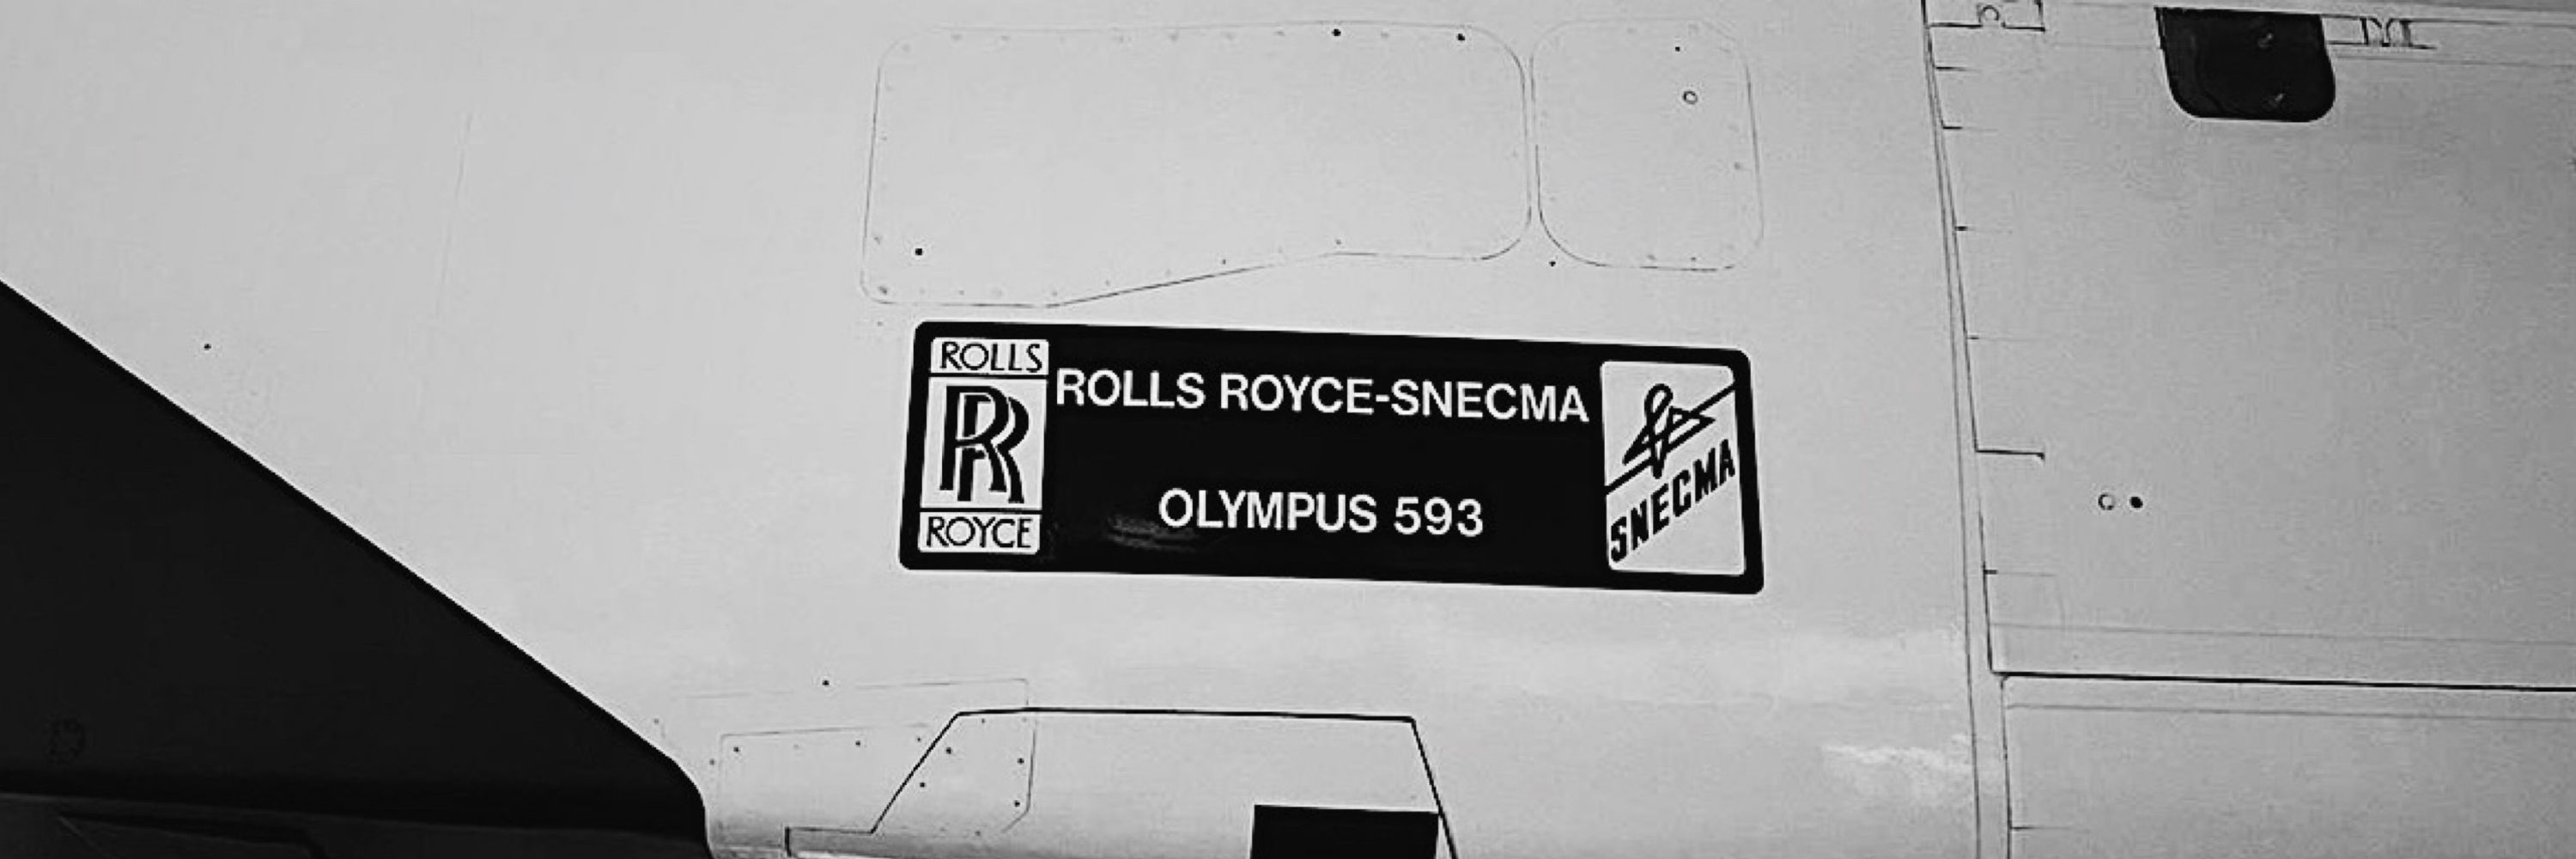 ROLLS
RR
ROYCE
ROLLS ROYCE-SNECMA
OLYMPUS 593
SNECMA